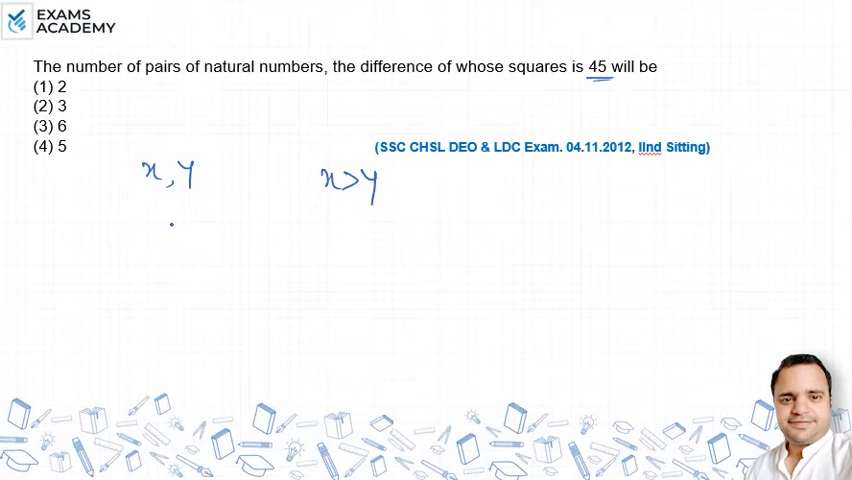 EXAMS
ACADEMY
The number of pairs of natural numbers, the difference of whose squares is 45 will be
(1) 2
(2) 3
(3) 6
(4) 5
(SSC CHSL DEO & LDC Exam. 04.11.2012, IInd Sitting)
x, y x>y